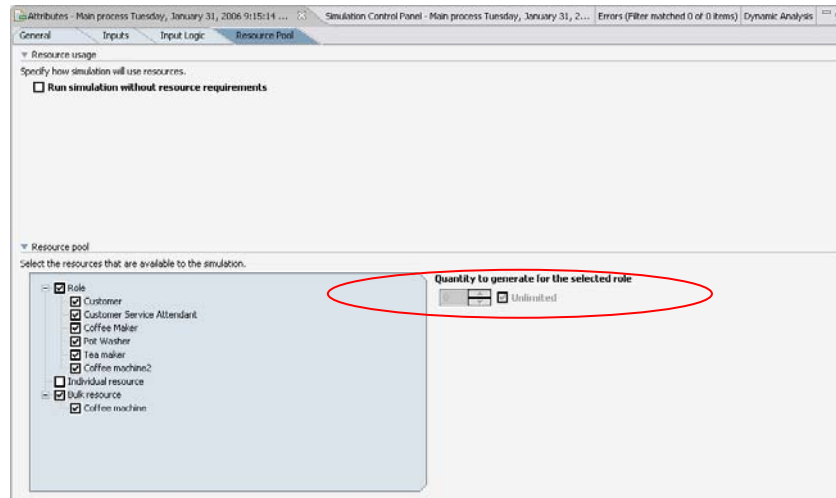 Attributes - Main process Tuesday, January 31, 2006 9:15:14 ... Simulation Control Panel - Main process Tuesday, January 31, 2... Errors (Filter matched 0 of 0 items) Dynamic Analysis
General Inputs Input Logic Resource Pool
Resource usage
Specify how simulation will use resources.
Run simulation without resource requirements
Resource pool
Select the resources that are available to the simulation.
Quantity to generate for the selected role
0 Unlimited
Role
Customer
Customer Service Attendant
Coffee Maker
Pot Washer
Tea maker
Coffee machine2
Individual resource
Bulk resource
Coffee machine